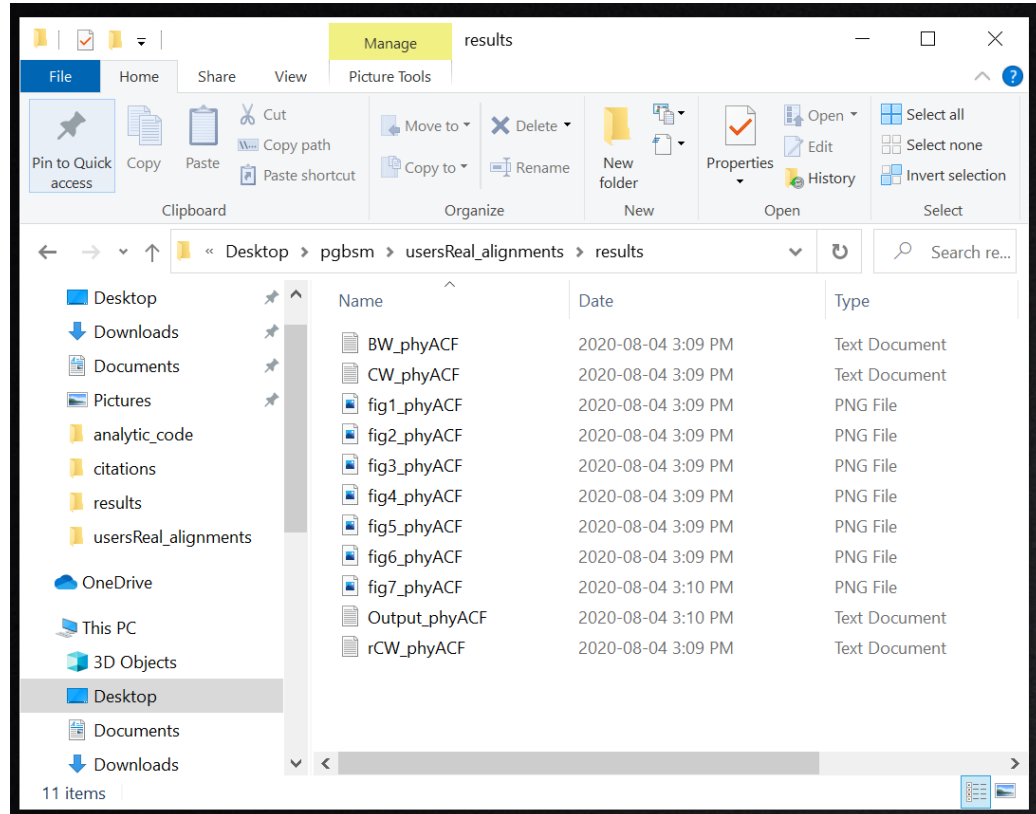 Manage results
File Home Share View Picture Tools
Pin to Quick access
Copy
Paste
Cut
Copy path
Paste shortcut
Clipboard
Move to
Copy to
Delete
Rename
Organize
New folder
New
Properties
Open
Edit
History
Open
Select all
Select none
Invert selection
Select
« Desktop > pgbsm > usersReal_alignments > results
Search re...
Desktop
Downloads
Documents
Pictures
analytic_code
citations
results
usersReal_alignments
OneDrive
This PC
3D Objects
Desktop
Documents
Downloads
Name Date Type
BW_phyACF 2020-08-04 3:09 PM Text Document
CW_phyACF 2020-08-04 3:09 PM Text Document
fig1_phyACF 2020-08-04 3:09 PM PNG File
fig2_phyACF 2020-08-04 3:09 PM PNG File
fig3_phyACF 2020-08-04 3:09 PM PNG File
fig4_phyACF 2020-08-04 3:09 PM PNG File
fig5_phyACF 2020-08-04 3:09 PM PNG File
fig6_phyACF 2020-08-04 3:09 PM PNG File
fig7_phyACF 2020-08-04 3:10 PM PNG File
Output_phyACF 2020-08-04 3:10 PM Text Document
rCW_phyACF 2020-08-04 3:09 PM Text Document
11 items